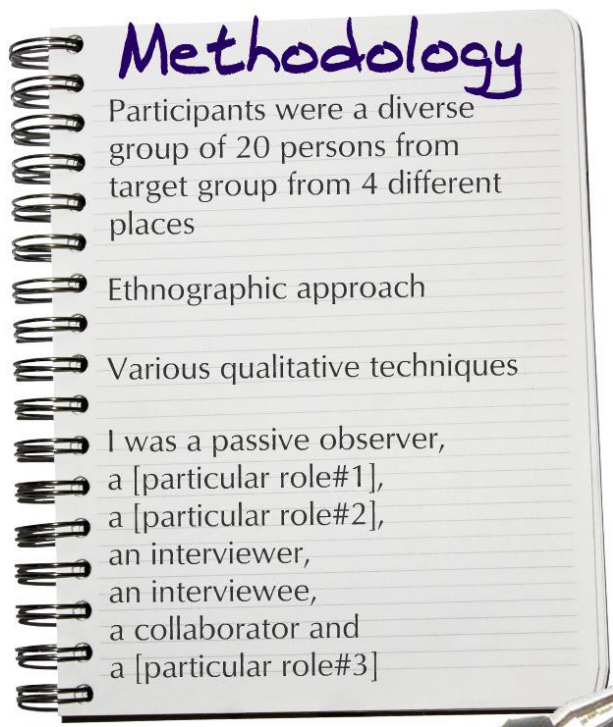 Methodology
Participants were a diverse
group of 20 persons from
target group from 4 different
places
Ethnographic approach
Various qualitative techniques
I was a passive observer,
a [particular role#1],
a [particular role#2],
an interviewer,
an interviewee,
a collaborator and
a [particular role#3]